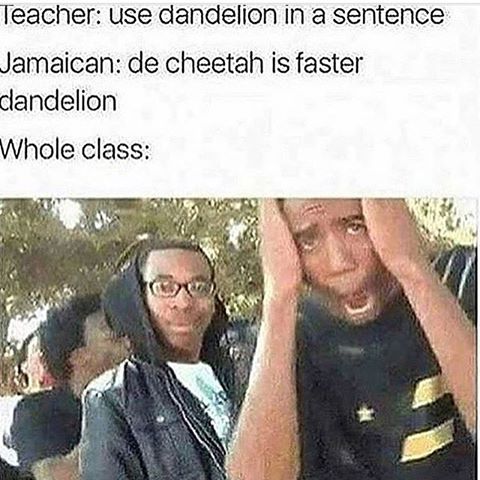 Teacher: use dandelion in a sentence
Jamaican: de cheetah is faster
dandelion
Whole class: